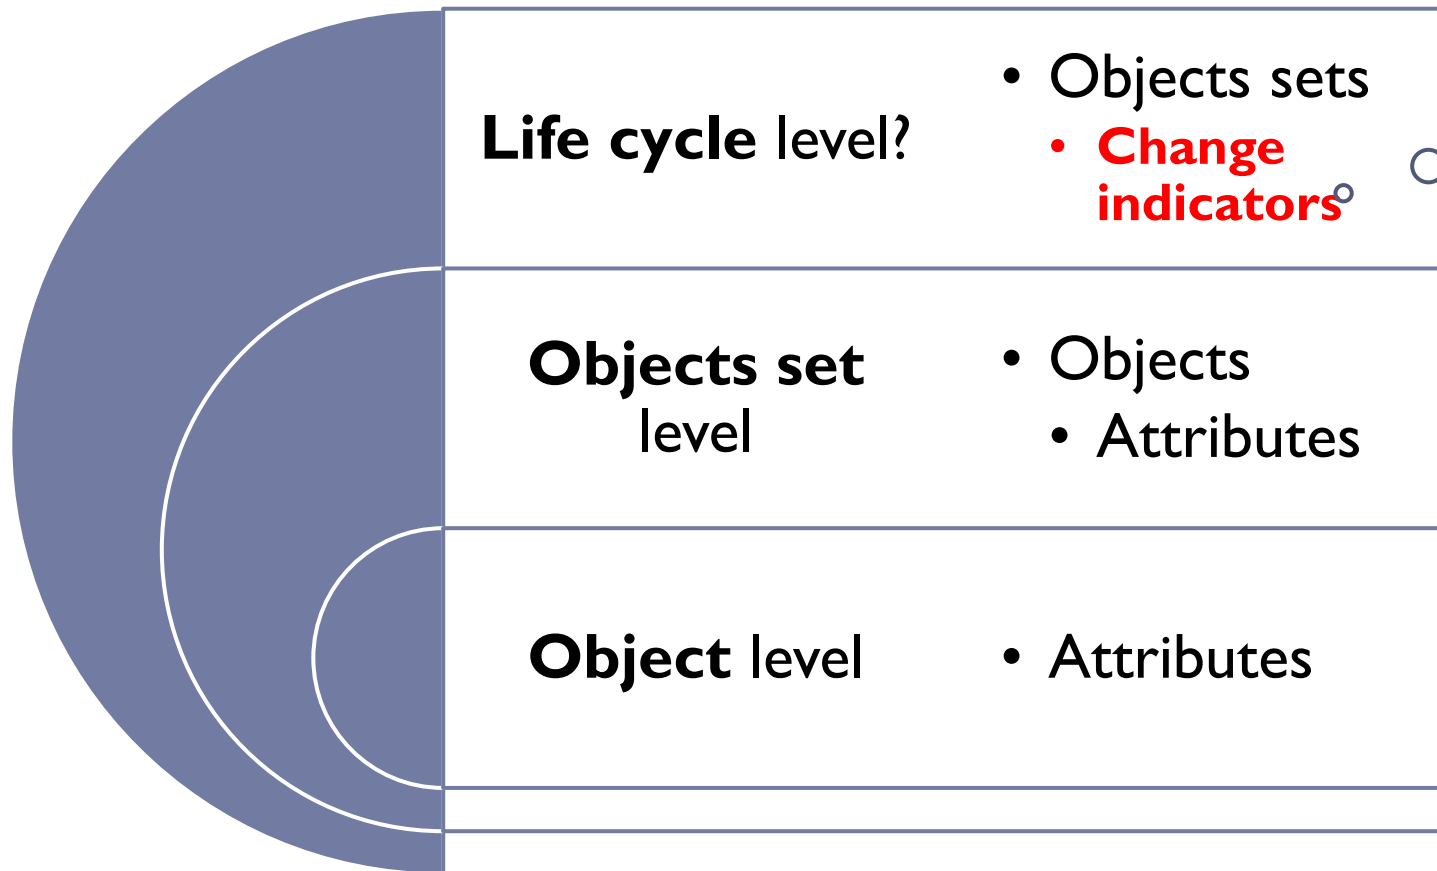 Life cycle level?
• Objects sets
• Change
indicators
Objects set
level
• Objects
• Attributes
Object level
• Attributes